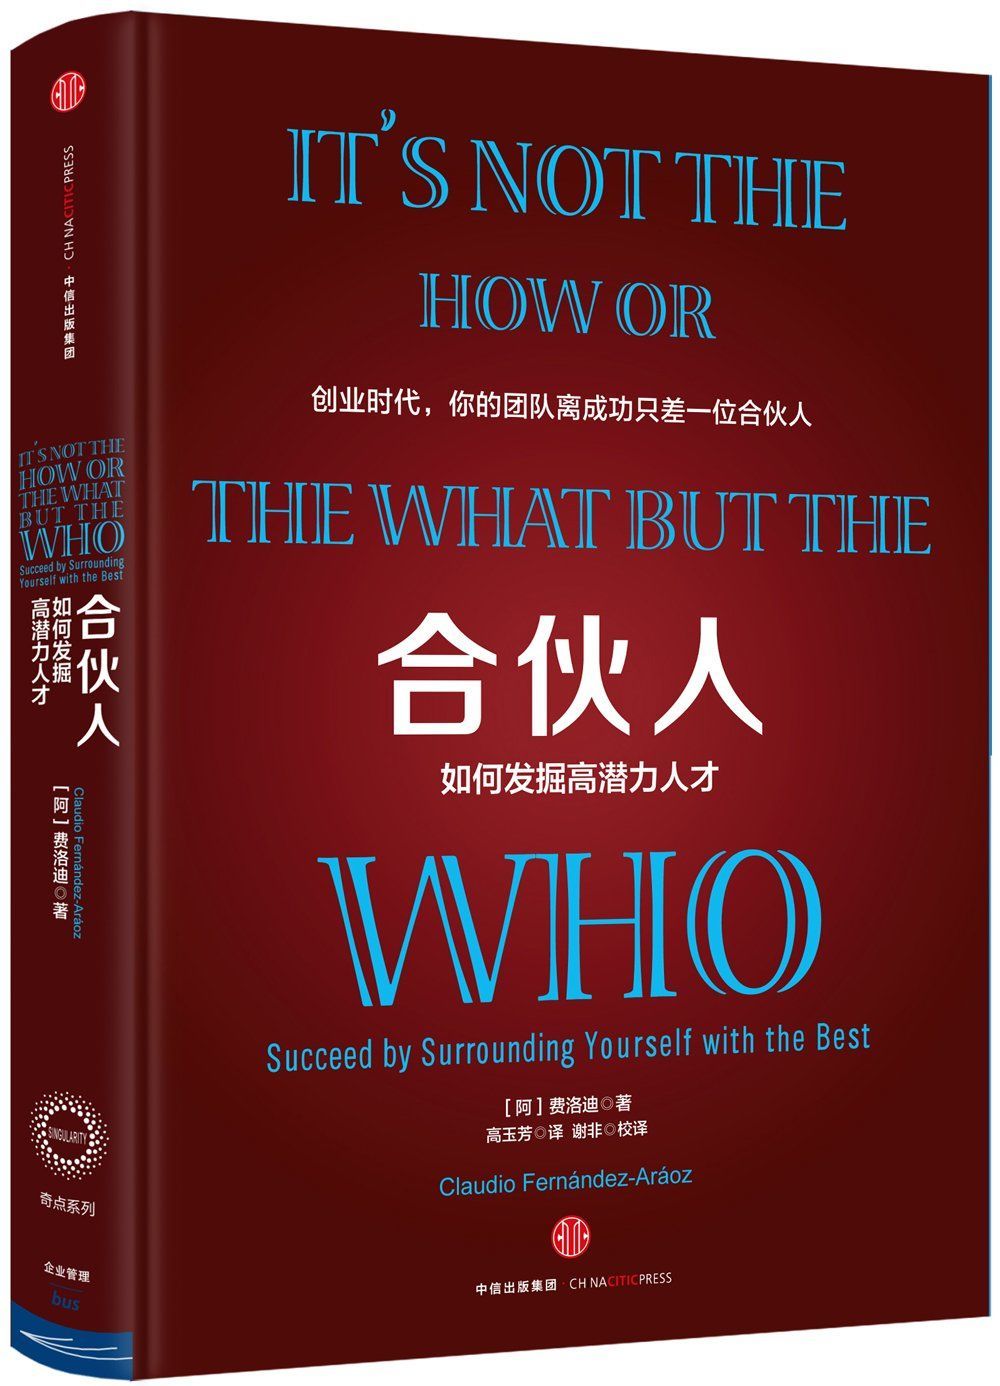 中信出版集团 · CH NACITICPRESS
IT'S NOT THE
HOW OR
THE WHAT
BUT THE
WHO
Succeed by Surrounding
Yourself with the Best
合伙人
如何发掘
高潜力人才
Claudio Fernández-Aráoz
[阿]费洛迪◎著
SINGULARITY
奇点系列
企业管理
bus
IT'S NOT THE
HOW OR
创业时代，你的团队离成功只差一位合伙人
THE WHAT BUT THE
合伙人
如何发掘高潜力人才
WHO
Succeed by Surrounding Yourself with the Best
[阿]费洛迪◎著
高玉芳◎译 谢非◎校译
Claudio Fernández-Aráoz
中信出版集团 · CH NACITICPRESS